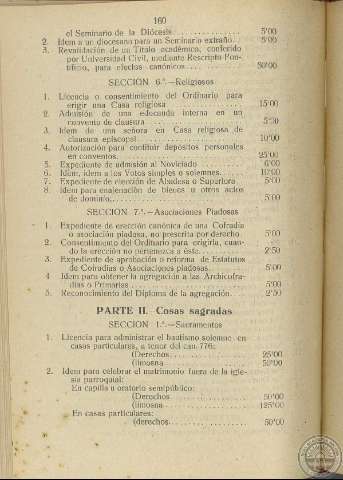 160
el Seminario de la Diócesis 5'00
2. Idem a un diocesano para un Seminario extraño 5'00
3. Revalidación de un Título académico, conferido
por Universidad Civil, mediante Rescripto Pon-
tificio, para efectos canónicos 50'00
SECCION 6.ª—Religiosos
1. Licencia o consentimiento del Ordinario para
erigir una Casa religiosa 15'00
2. Admisión de una educanda interna en un
convento de clausura 5'00
3. Idem de una señora en Casa religiosa de
clausura episcopal 10'00
4. Autorización para contituir depósitos personales
en conventos. 25'00
5. Expediente de admisión al Noviciado 6'00
6. Idem, ídem a los Votos simples o solemnes. 10'00
7. Expediente de elección de Abadesa o Superiora 5'00
8. Idem para enajenación de bienes u otros actos
de dominio. 5'00
SECCION 7.ª—Asociaciones Piadosas
1. Expediente de erección canónica de una Cofradía
o asociación piadosa, no prescrita por derecho 5'00
2. Consentimiento del Ordinario para erigirla, cuan-
do la erección no pertenezca a éste. 2'50
3. Expediente de aprobación o reforma de Estatutos
de Cofradías o Asociaciones piadosas. 5'00
4 Idem para obtener la agregación a las Archicofra-
días o Primarias 5'00
5. Reconocimiento del Diploma de la agregación. 2'50
PARTE II. Cosas sagradas
SECCION 1.ª—Sacramentos
1. Licencia para administrar el bautismo solemne en
casas particulares, a tenor del can. 776:
(Derechos 25'00
(limosna 50'00
2. Idem para celebrar el matrimonio fuera de la igle-
sia parroquial:
En capilla u oratorio semipúblico:
(Derechos 50'00
(limosna 125'00
En casas particulares:
(derechos. 50'00